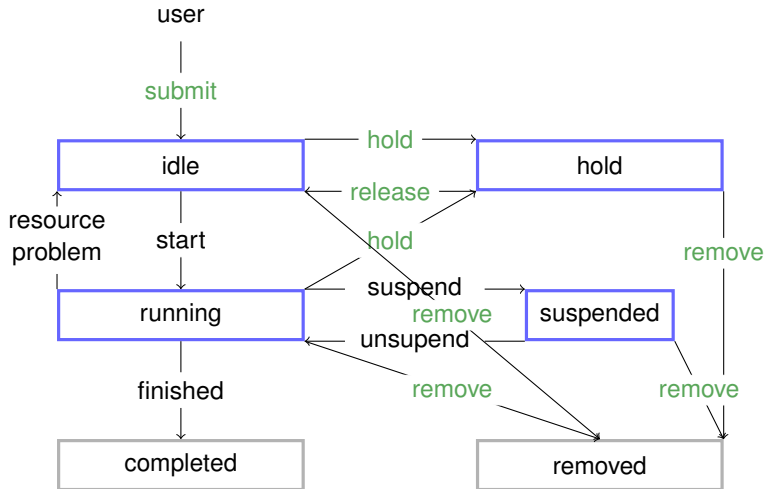 user
submit
hold
idle
hold
release
resource
problem
start
hold
remove
suspend
running
remove
suspended
unsupend
finished
remove
remove
completed
removed